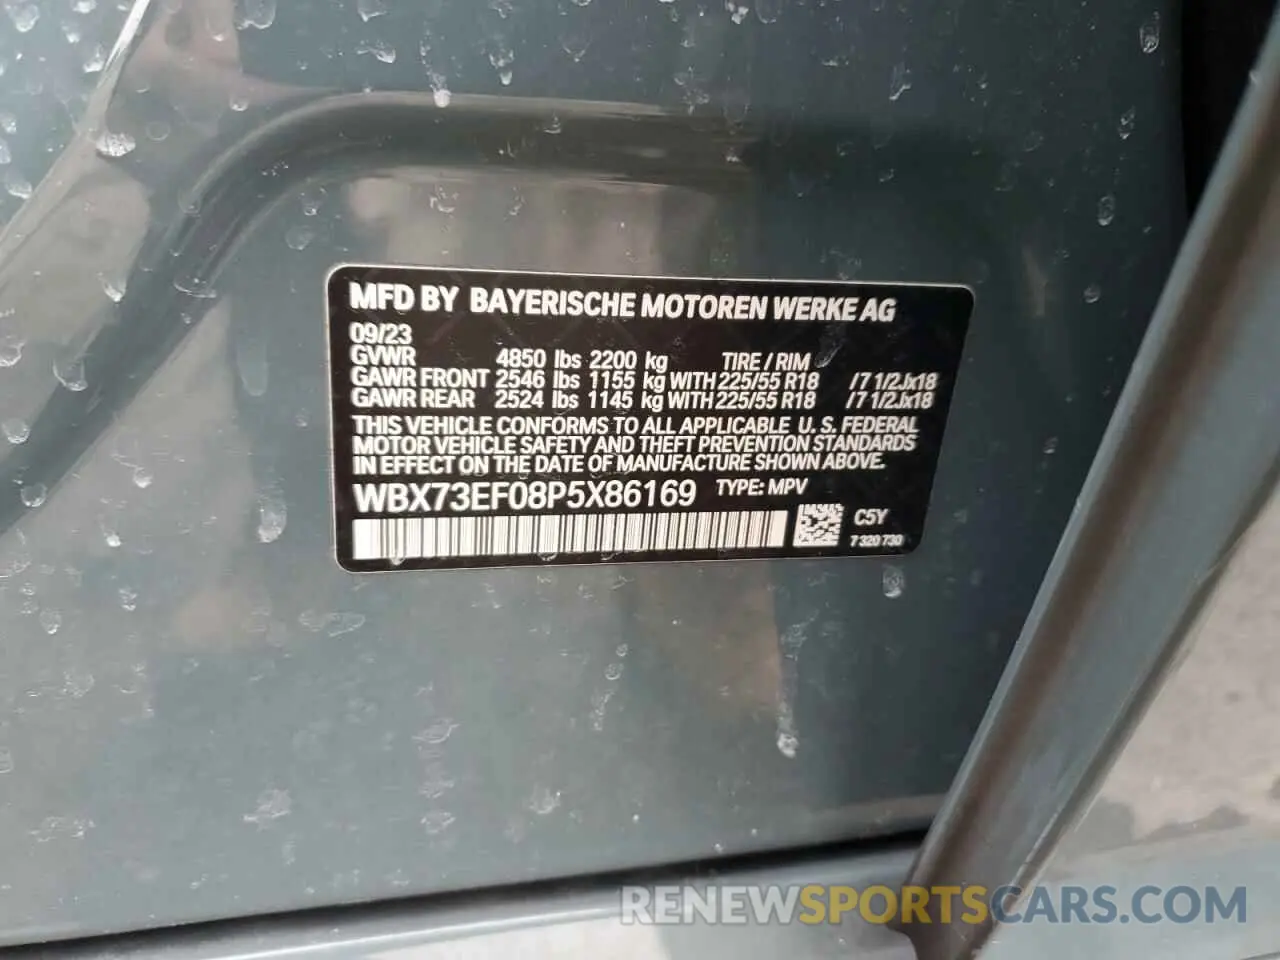 MFD BY BAYERISCHE MOTOREN WERKE AG
09/23
GVWR 4850 lbs 2200 kg TIRE / RIM
GAWR FRONT 2546 lbs 1155 kg WITH 225/55 R18 /7 1/2Jx18
GAWR REAR 2524 lbs 1145 kg WITH 225/55 R18 /7 1/2Jx18
THIS VEHICLE CONFORMS TO ALL APPLICABLE U. S. FEDERAL
MOTOR VEHICLE SAFETY AND THEFT PREVENTION STANDARDS
IN EFFECT ON THE DATE OF MANUFACTURE SHOWN ABOVE.
WBX73EF08P5X86169 TYPE: MPV
C5Y
7 320 730
RENEWSPORTSCARS.COM